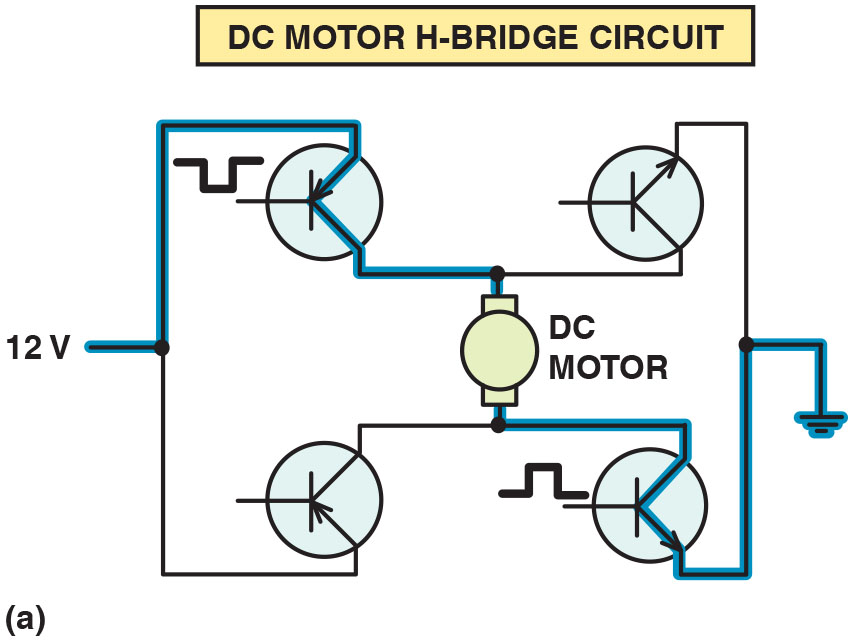 DC MOTOR H-BRIDGE CIRCUIT
12 V
DC
MOTOR
(a)